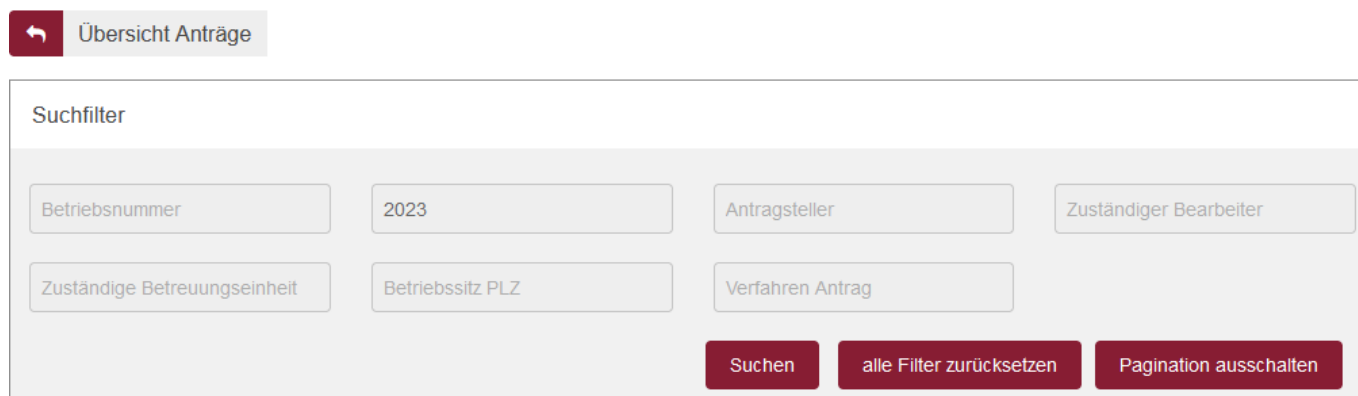 Übersicht Anträge
Suchfilter
Betriebsnummer 2023 Antragsteller Zuständiger Bearbeiter
Zuständige Betreuungseinheit Betriebssitz PLZ Verfahren Antrag
Suchen alle Filter zurücksetzen Pagination ausschalten